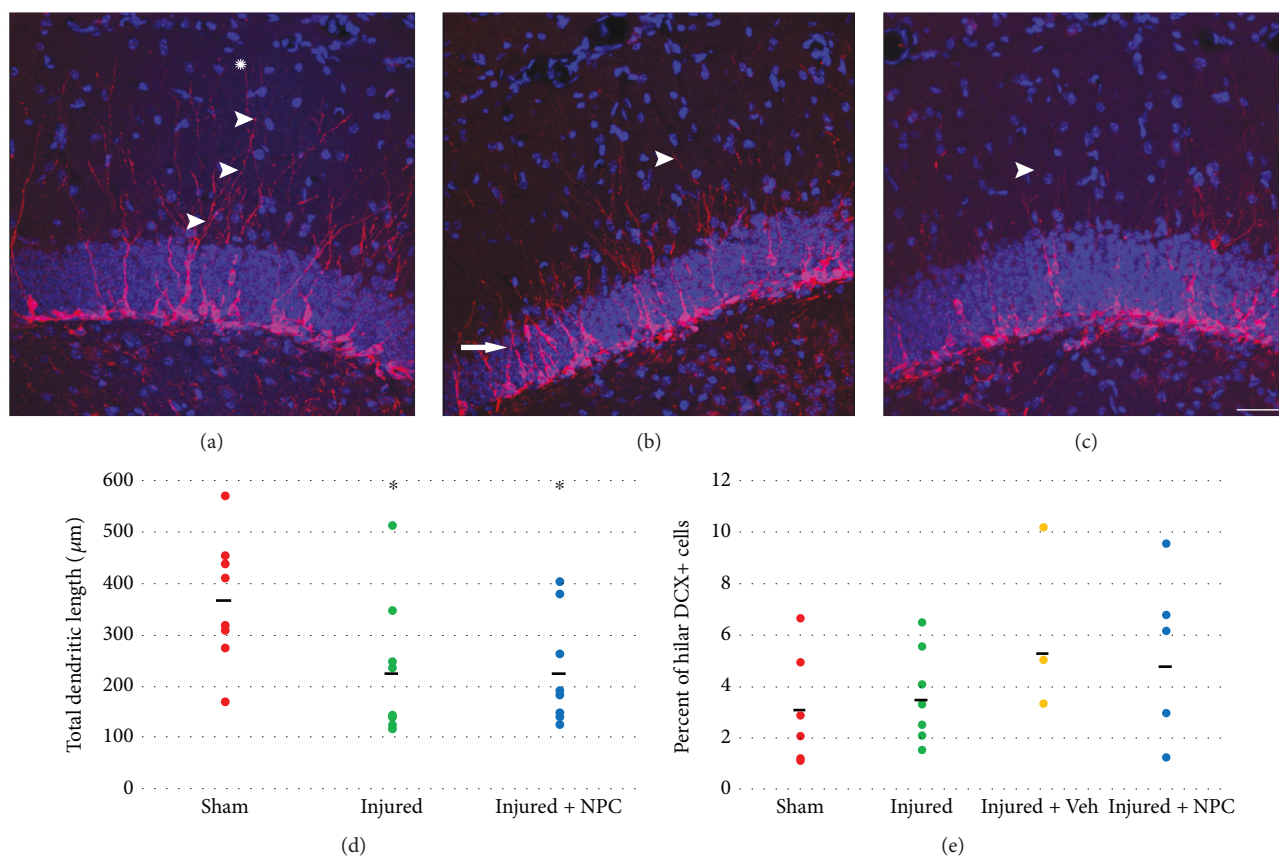 (a)
(b)
(c)
Total dendritic length (μm)
600
500
400
300
200
100
0
*
*
Sham
Injured
Injured + NPC
(d)
Percent of hilar DCX+ cells
12
10
8
6
4
2
0
Sham
Injured
Injured + Veh
Injured + NPC
(e)